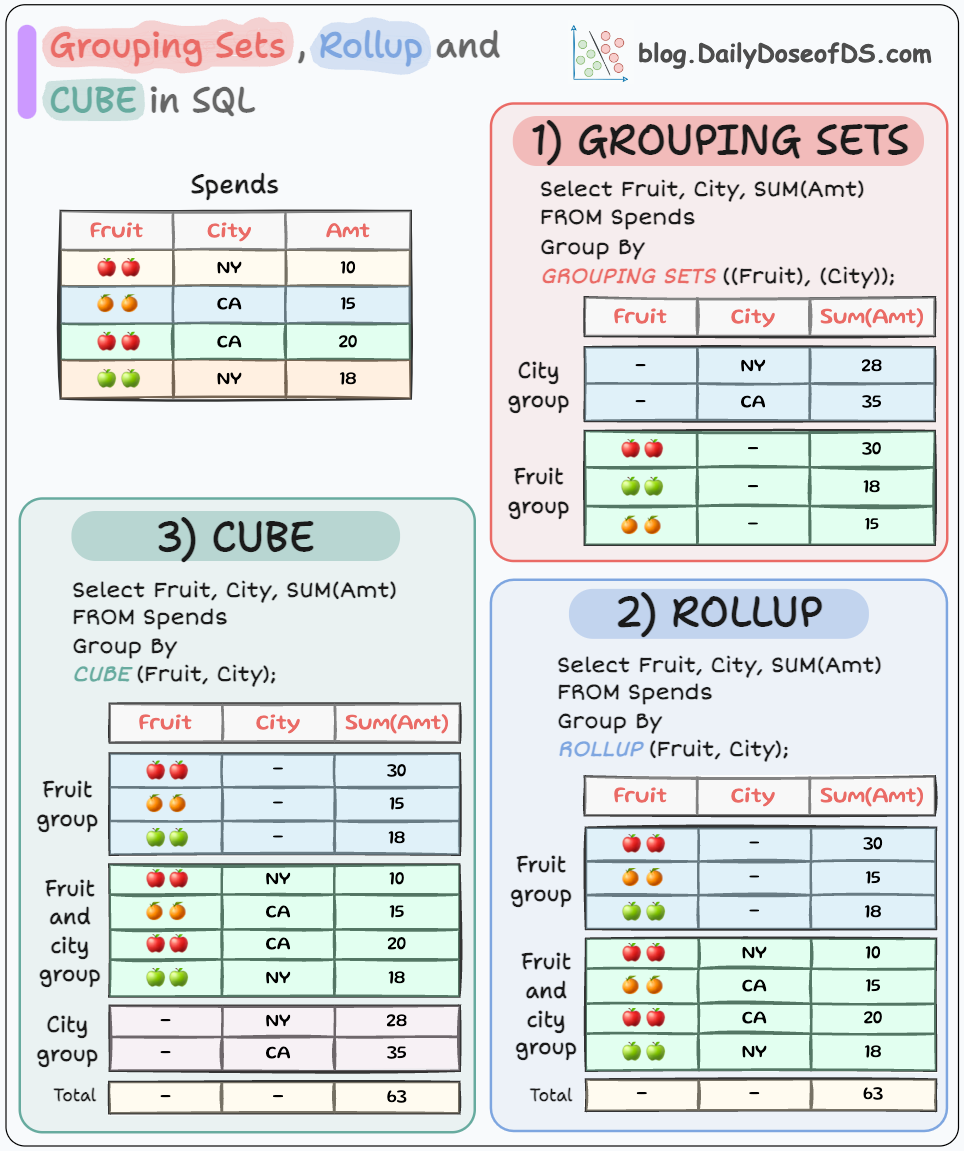 Grouping Sets , Rollup and
CUBE in SQL
blog.DailyDoseofDS.com
Spends
Fruit City Amt
NY 10
CA 15
CA 20
NY 18
1) GROUPING SETS
Select Fruit, City, SUM(Amt)
FROM Spends
Group By
GROUPING SETS ((Fruit), (City));
Fruit City Sum(Amt)
City
group
- NY 28
- CA 35
Fruit
group
- 30
- 18
- 15
2) ROLLUP
Select Fruit, City, SUM(Amt)
FROM Spends
Group By
ROLLUP (Fruit, City);
Fruit City Sum(Amt)
Fruit
group
- 30
- 15
- 18
Fruit
and
city
group
NY 10
CA 15
CA 20
NY 18
Total - - 63
3) CUBE
Select Fruit, City, SUM(Amt)
FROM Spends
Group By
CUBE (Fruit, City);
Fruit City Sum(Amt)
Fruit
group
- 30
- 15
- 18
Fruit
and
city
group
NY 10
CA 15
CA 20
NY 18
City
group
- NY 28
- CA 35
Total - - 63